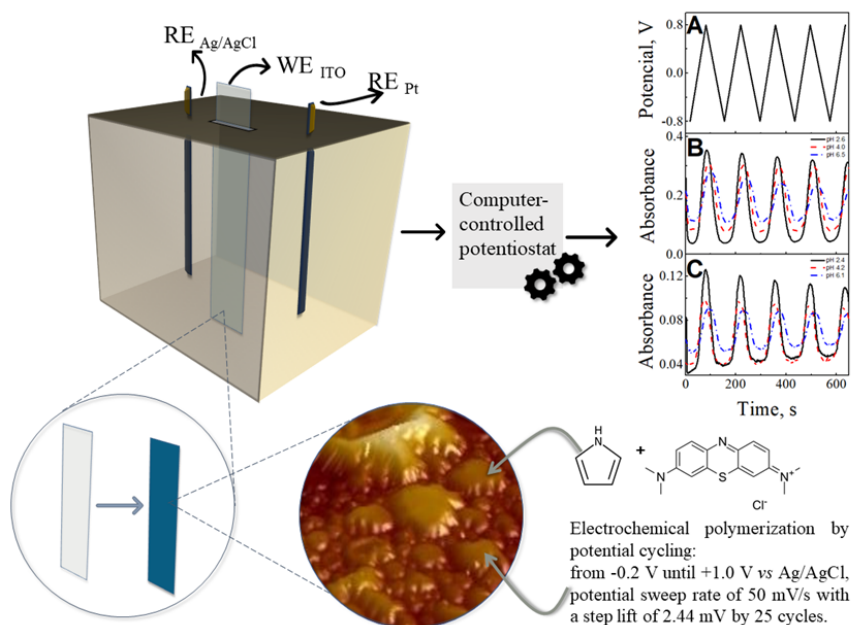 RE Ag/AgCl
WE ITO
RE Pt
Computer-
controlled
potentiostat
A
0.8
0.0
-0.8
Potencial, V
B
0.4
0.2
0.0
Absorbance
pH 2.6
pH 4.0
pH 6.5
C
0.12
0.08
0.04
Absorbance
pH 2.4
pH 4.2
pH 6.1
0 200 400 600
Time, s
H
N
+
N
N
S
N+
Cl-
Electrochemical polymerization by
potential cycling:
from -0.2 V until +1.0 V vs Ag/AgCl,
potential sweep rate of 50 mV/s with
a step lift of 2.44 mV by 25 cycles.